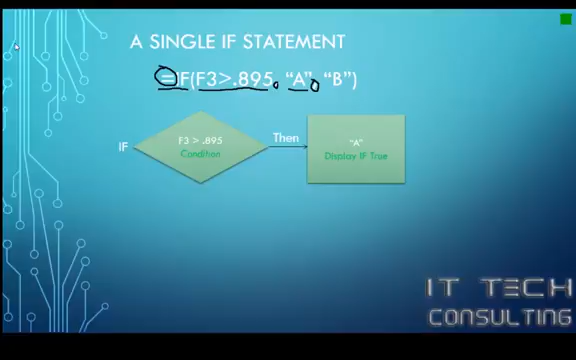 A SINGLE IF STATEMENT
=IF(F3>.895, “A”, “B”)
IF
F3 > .895
Condition
Then
“A”
Display IF True
IT TECH
CONSULTING